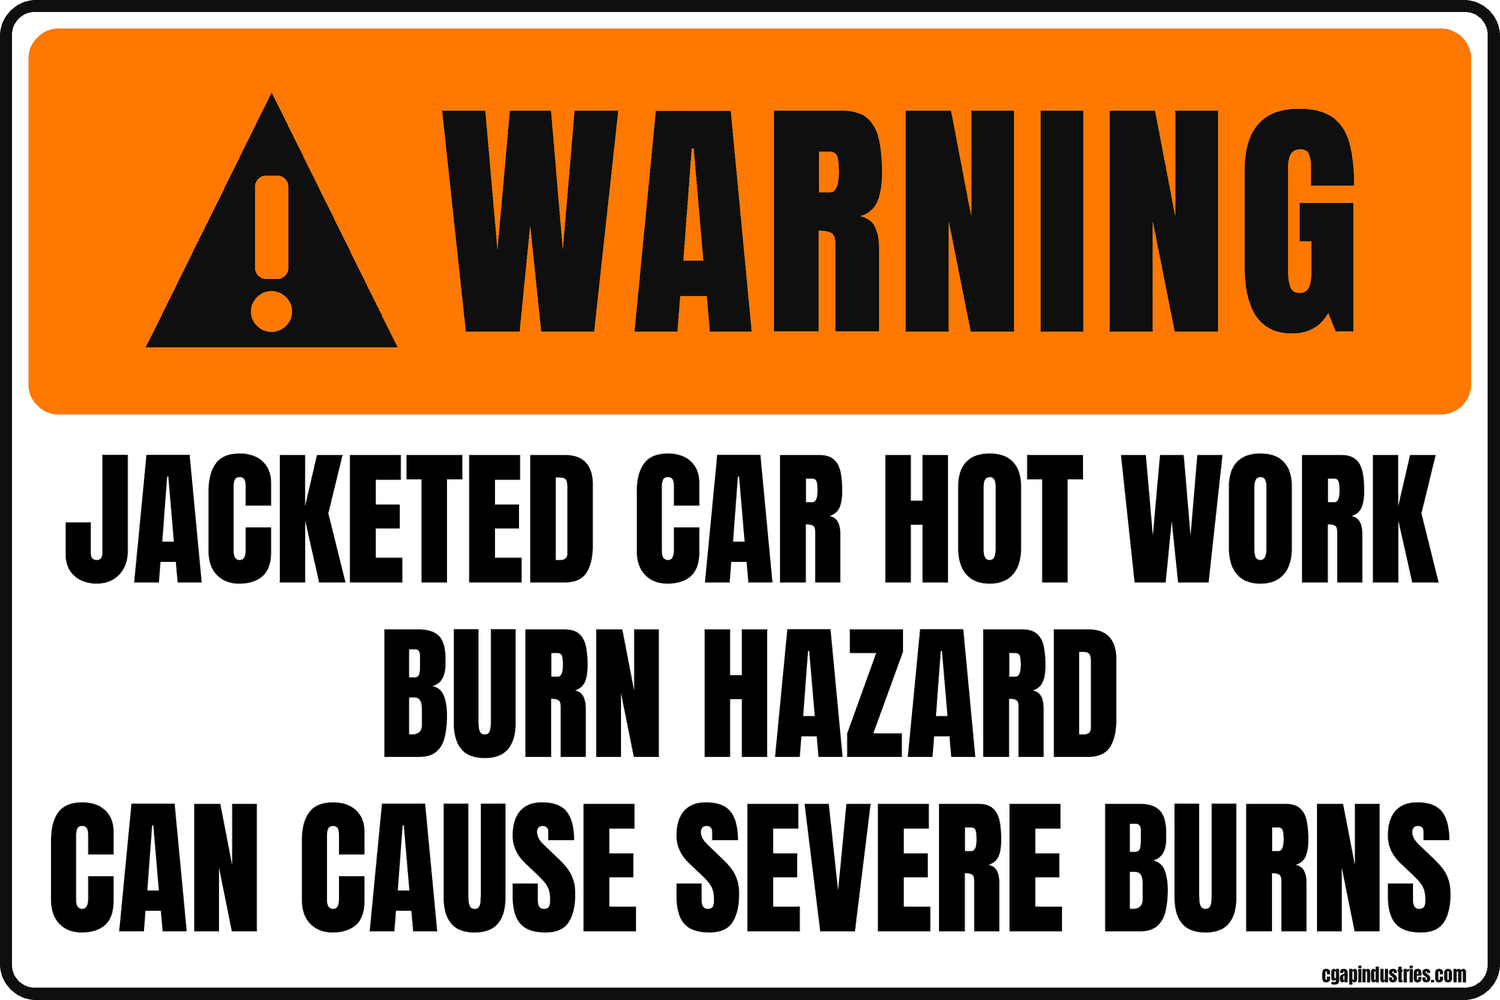 WARNING
JACKETED CAR HOT WORK
BURN HAZARD
CAN CAUSE SEVERE BURNS
cgapindustries.com